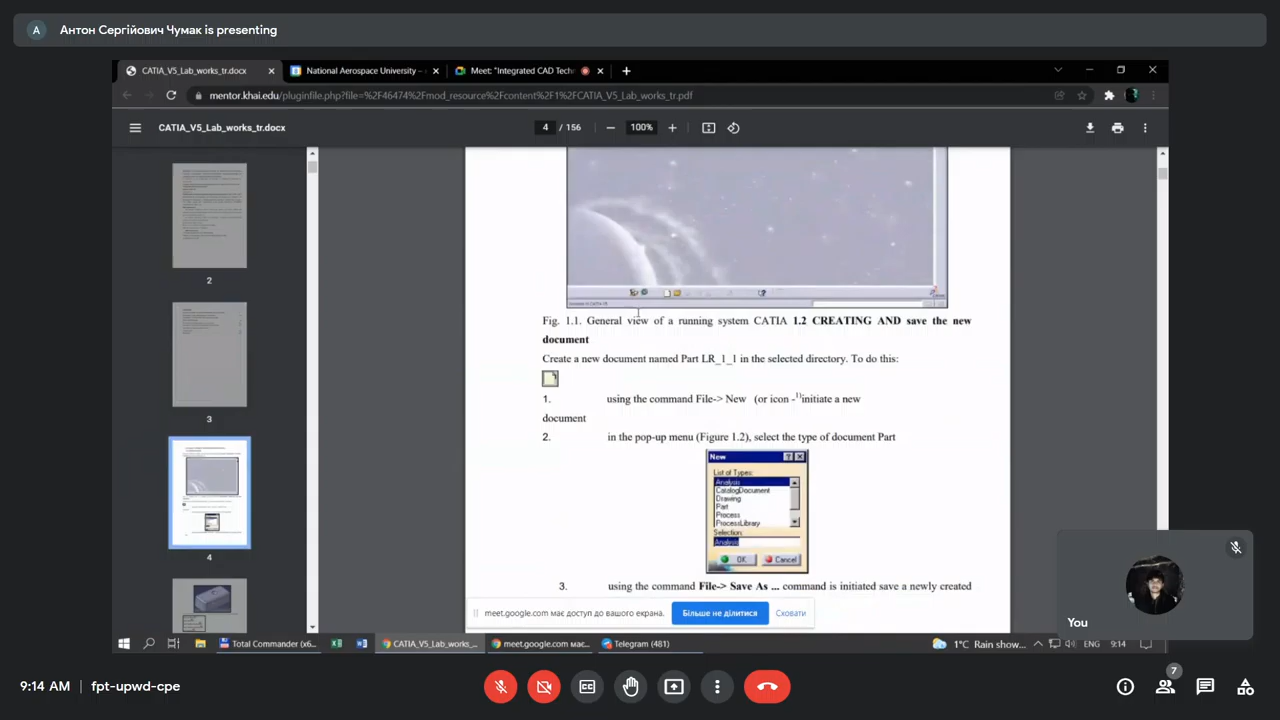 A Антон Сергійович Чумак is presenting
CATIA_V5_Lab_works_tr.docx
National Aerospace University –
Meet: "Integrated CAD Tech
mentor.khai.edu/pluginfile.php?file=%2F46474%2Fmod_resource%2Fcontent%2F1%2FCATIA_V5_Lab_works_tr.pdf
CATIA_V5_Lab_works_tr.docx
4 / 156
100%
2
3
4
Fig. 1.1. General view of a running system CATIA 1.2 CREATING AND save the new
document
Create a new document named Part LR_1_1 in the selected directory. To do this:
1. using the command File-> New (or icon -1)initiate a new
document
2. in the pop-up menu (Figure 1.2), select the type of document Part
New
List of Types:
Analysis
CatalogDocument
Drawing
Part
Process
ProcessLibrary
Selection:
Analysis
OK Cancel
3. using the command File-> Save As ... command is initiated save a newly created
meet.google.com має доступ до вашого екрана.
Більше не ділитися
Сховати
You
Total Commander (x6...
CATIA_V5_Lab_works_...
meet.google.com має...
Telegram (481)
1°C Rain show...
ENG
9:14
9:14 AM | fpt-upwd-cpe
7